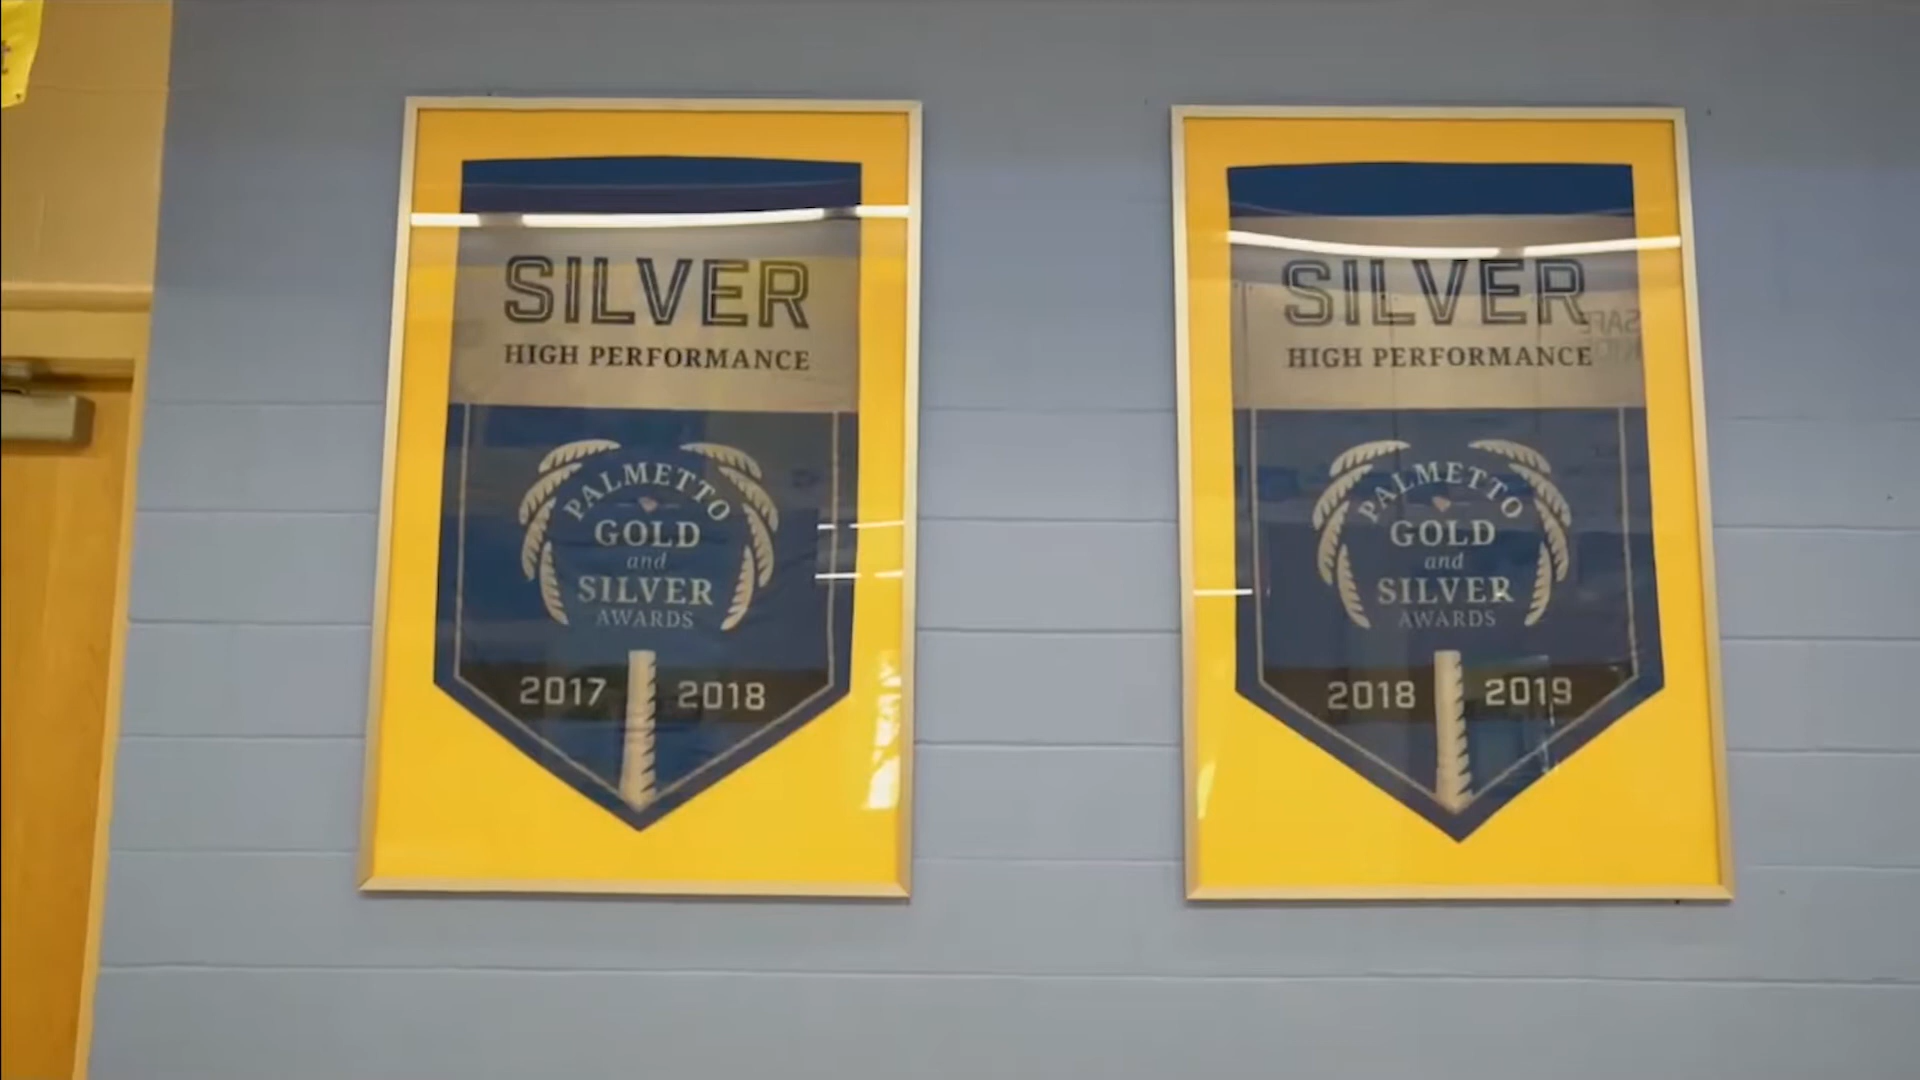 SILVER
HIGH PERFORMANCE
PALMETTO
GOLD
and
SILVER
AWARDS
2017 2018
SILVER
HIGH PERFORMANCE
PALMETTO
GOLD
and
SILVER
AWARDS
2018 2019